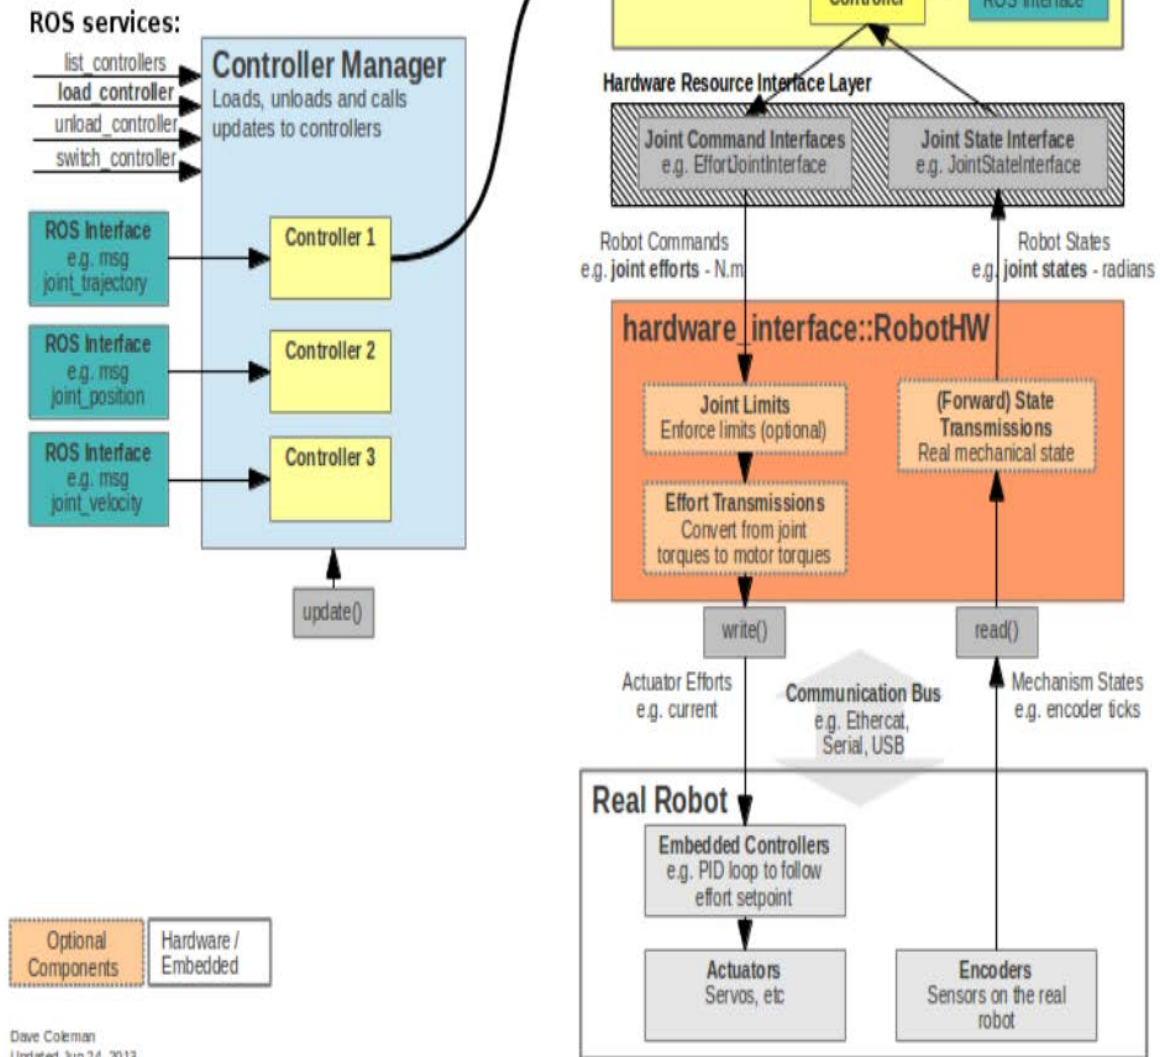 ROS services:
list_controllers
load_controller
unload_controller
switch_controller
Controller Manager
Loads, unloads and calls
updates to controllers
ROS Interface
e.g. msg
joint_trajectory
Controller 1
ROS Interface
e.g. msg
joint_position
Controller 2
ROS Interface
e.g. msg
joint_velocity
Controller 3
update()
Controller
ROS Interface
Hardware Resource Interface Layer
Joint Command Interfaces
e.g. EffortJointInterface
Joint State Interface
e.g. JointStateInterface
Robot Commands
e.g. joint efforts - N.m
Robot States
e.g. joint states - radians
hardware_interface::RobotHW
Joint Limits
Enforce limits (optional)
(Forward) State
Transmissions
Real mechanical state
Effort Transmissions
Convert from joint
torques to motor torques
write()
read()
Actuator Efforts
e.g. current
Communication Bus
e.g. Ethercat,
Serial, USB
Mechanism States
e.g. encoder ticks
Real Robot
Embedded Controllers
e.g. PID loop to follow
effort setpoint
Actuators
Servos, etc
Encoders
Sensors on the real
robot
Optional
Components
Hardware /
Embedded
Dave Coleman
Updated Jun 24, 2013